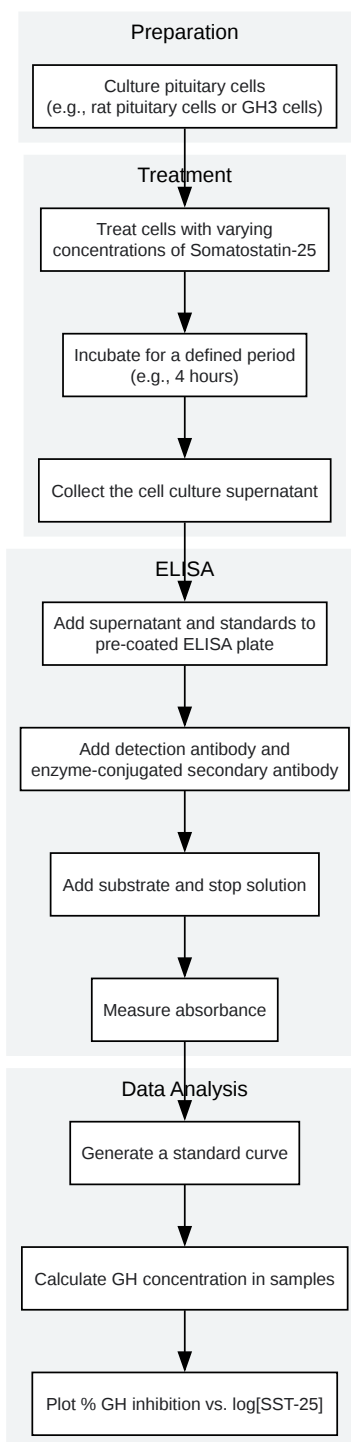 Preparation
Culture pituitary cells
(e.g., rat pituitary cells or GH3 cells)
Treatment
Treat cells with varying
concentrations of Somatostatin-25
Incubate for a defined period
(e.g., 4 hours)
Collect the cell culture supernatant
ELISA
Add supernatant and standards to
pre-coated ELISA plate
Add detection antibody and
enzyme-conjugated secondary antibody
Add substrate and stop solution
Measure absorbance
Data Analysis
Generate a standard curve
Calculate GH concentration in samples
Plot % GH inhibition vs. log[SST-25]